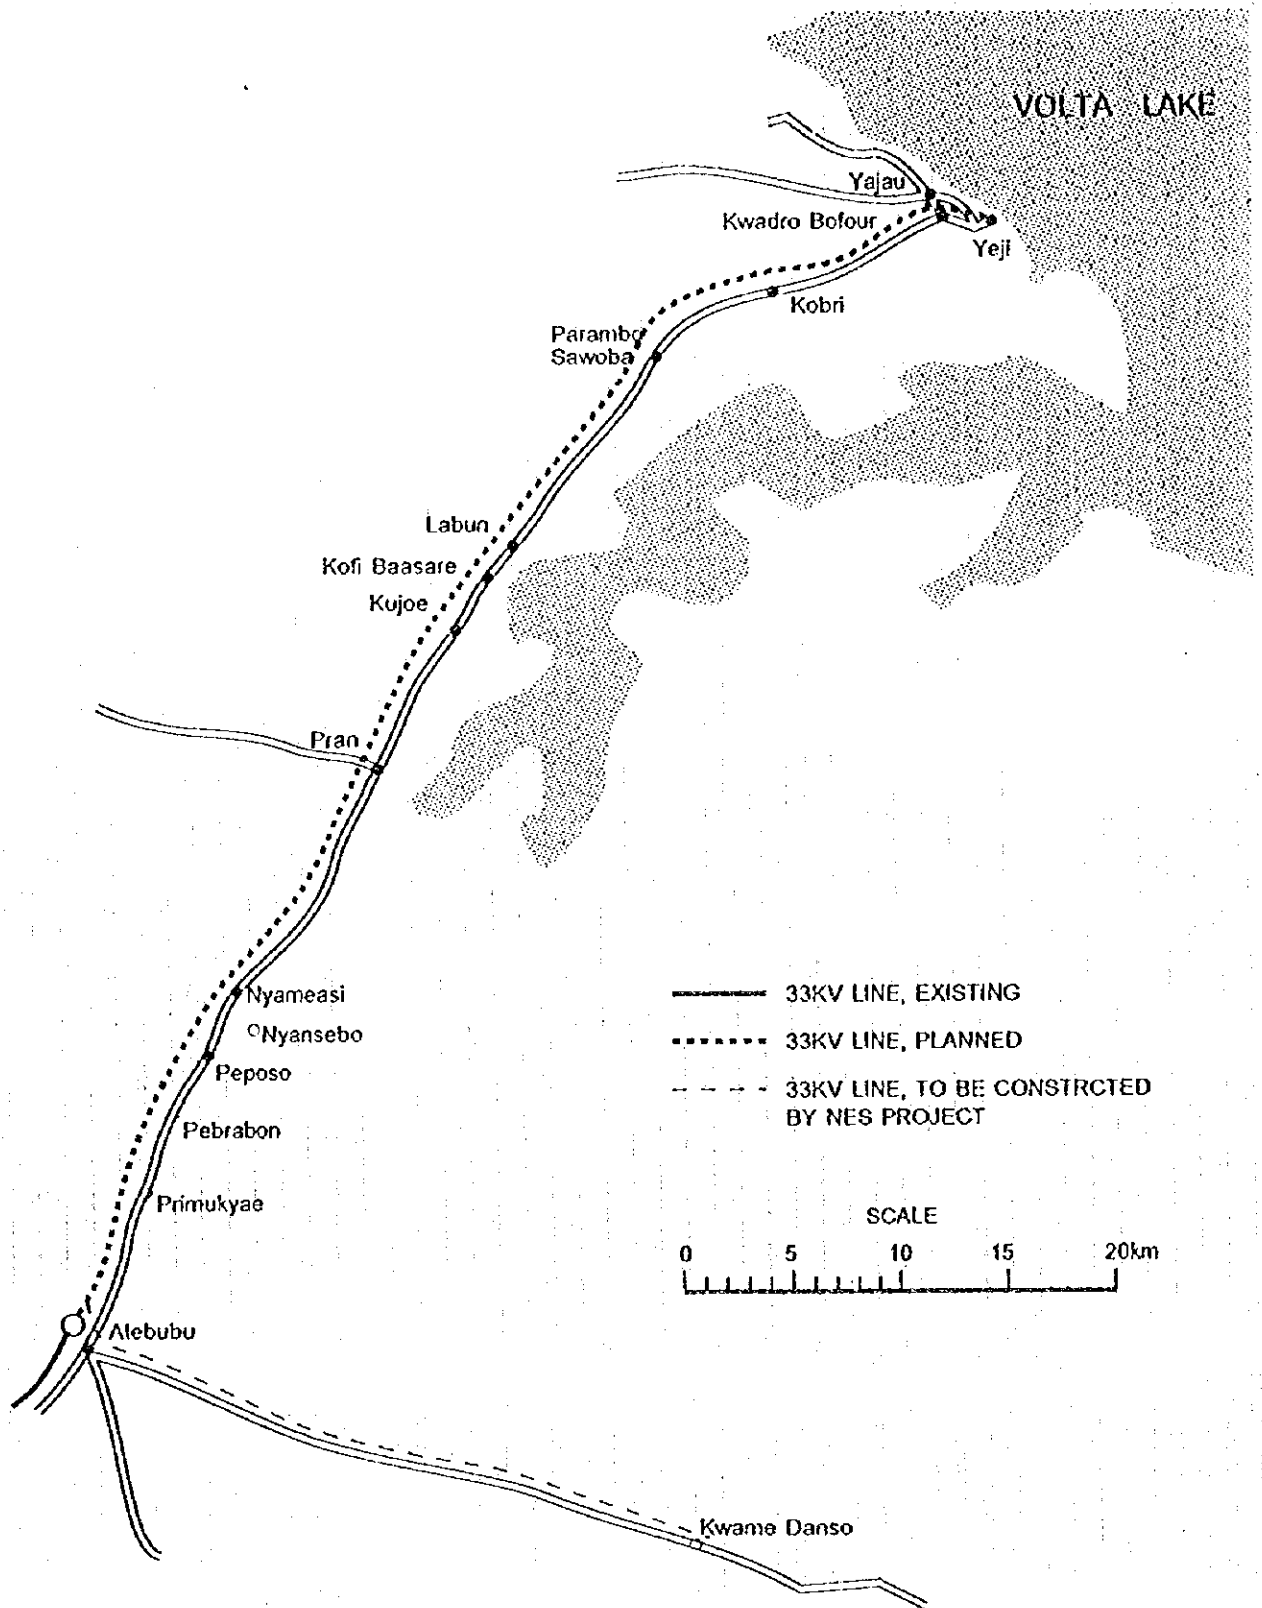 VOLTA LAKE
Yajau
Kwadro Bofour
Yeji
Kobri
Parambo
Sawoba
Labun
Kofi Baasare
Kujoe
Pran
Nyameasi
Nyansebo
Peposo
Pebrabon
Primukyae
Atebubu
Kwame Danso
33KV LINE, EXISTING
33KV LINE, PLANNED
33KV LINE, TO BE CONSTRCTED
BY NES PROJECT
SCALE
0 5 10 15 20km